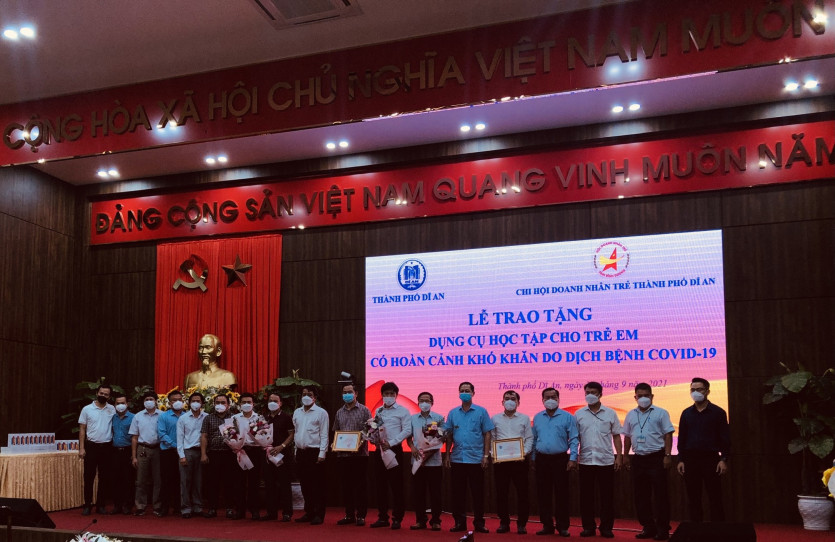 CỘNG HÒA XÃ HỘI CHỦ NGHĨA VIỆT NAM MUÔN
ĐẢNG CỘNG SẢN VIỆT NAM QUANG VINH MUÔN NĂM
THÀNH PHỐ DĨ AN
CHI HỘI DOANH NHÂN TRẺ THÀNH PHỐ DĨ AN
LỄ TRAO TẶNG
DỤNG CỤ HỌC TẬP CHO TRẺ EM
CÓ HOÀN CẢNH KHÓ KHĂN DO DỊCH BỆNH COVID-19
Thành phố Dĩ An, ngày tháng 9 năm 2021